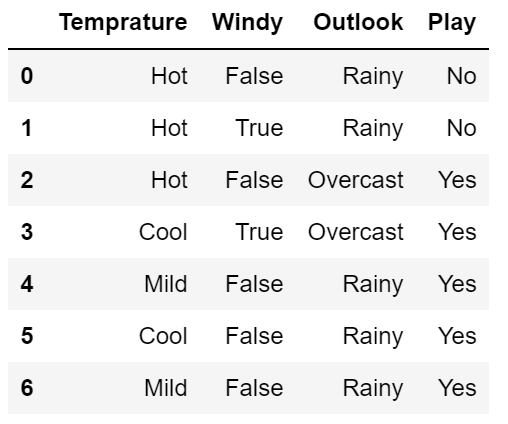 Temprature Windy Outlook Play
0 Hot False Rainy No
1 Hot True Rainy No
2 Hot False Overcast Yes
3 Cool True Overcast Yes
4 Mild False Rainy Yes
5 Cool False Rainy Yes
6 Mild False Rainy Yes